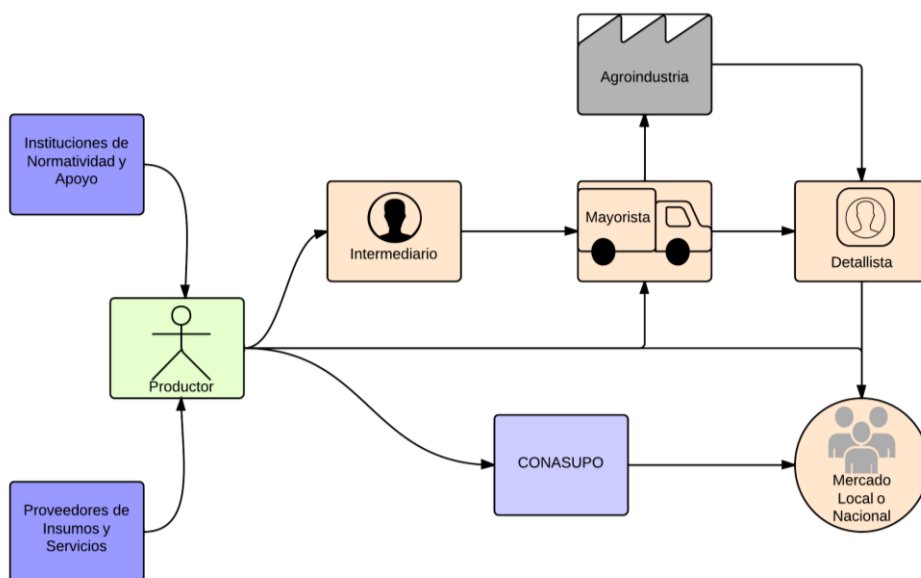 Agroindustria
Instituciones de
Normatividad y
Apoyo
Intermediario
Mayorista
Detallista
Productor
CONASUPO
Mercado
Local o
Nacional
Proveedores de
Insumos y
Servicios